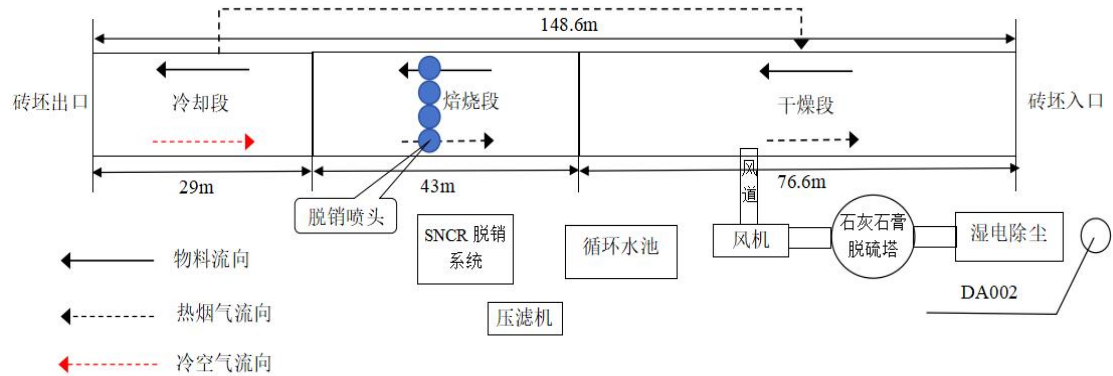 148.6m
砖坯出口
冷却段
焙烧段
干燥段
砖坯入口
29m
43m
76.6m
脱销喷头
风道
SNCR 脱销
系统
循环水池
风机
石灰石膏
脱硫塔
湿电除尘
DA002
物料流向
热烟气流向
冷空气流向
压滤机